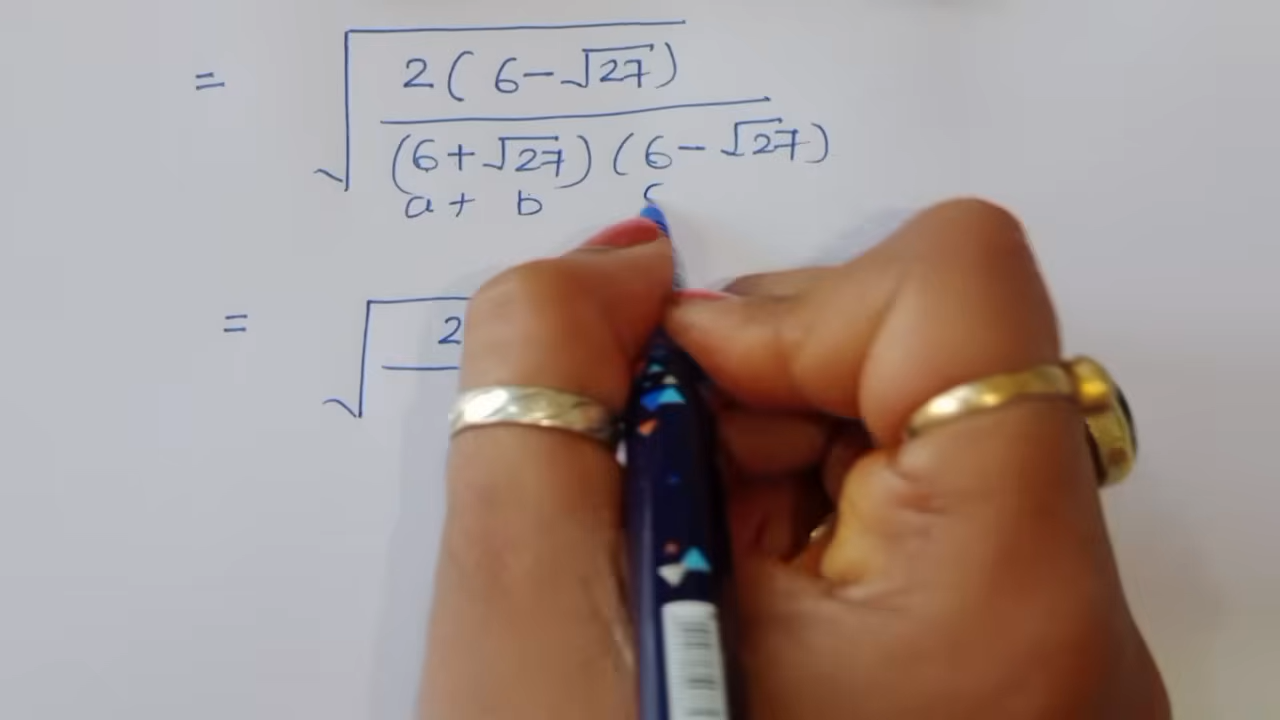 = √(2(6-√27)
(6+√27)(6-√27))
a + b
= √(2